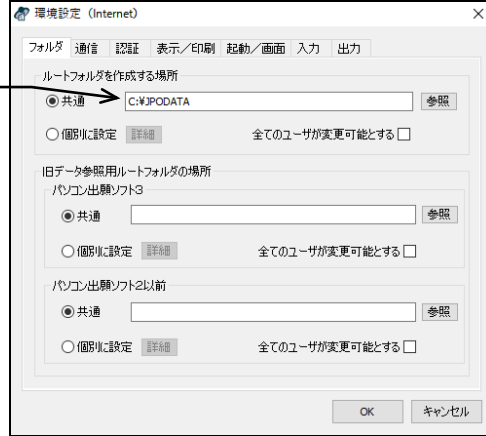 環境設定（Internet）
フォルダ 通信 認証 表示／印刷 起動／画面 入力 出力
ルートフォルダを作成する場所
共通 C:¥JPODATA 参照
個別に設定 詳細 全てのユーザが変更可能とする
旧データ参照用ルートフォルダの場所
パソコン出願ソフト3
共通 参照
個別に設定 詳細 全てのユーザが変更可能とする
パソコン出願ソフト2以前
共通 参照
個別に設定 詳細 全てのユーザが変更可能とする
OK キャンセル